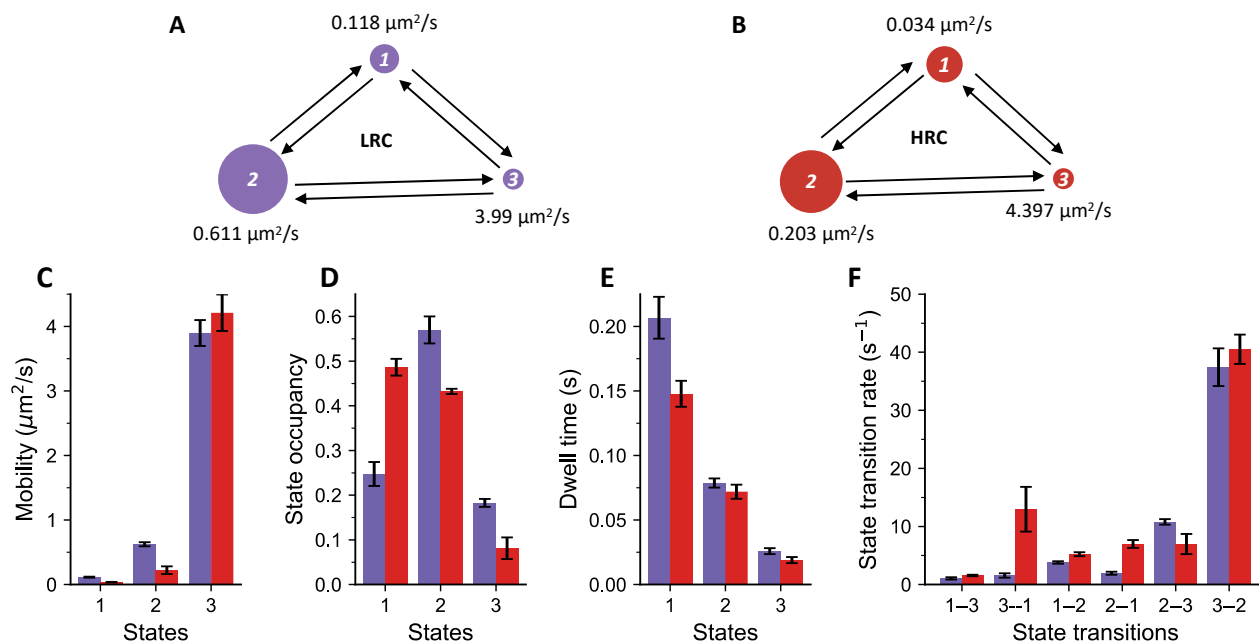 A
0.118 µm²/s
1
LRC
2
3
0.611 µm²/s
3.99 µm²/s
B
0.034 µm²/s
1
HRC
2
3
0.203 µm²/s
4.397 µm²/s
C
Mobility (µm²/s)
4
3
2
1
0
1 2 3
States
D
State occupancy
0.6
0.5
0.4
0.3
0.2
0.1
0.0
1 2 3
States
E
Dwell time (s)
0.20
0.15
0.10
0.05
0.00
1 2 3
States
F
State transition rate (s⁻¹)
50
40
30
20
10
0
1–3 3--1 1–2 2–1 2–3 3–2
State transitions